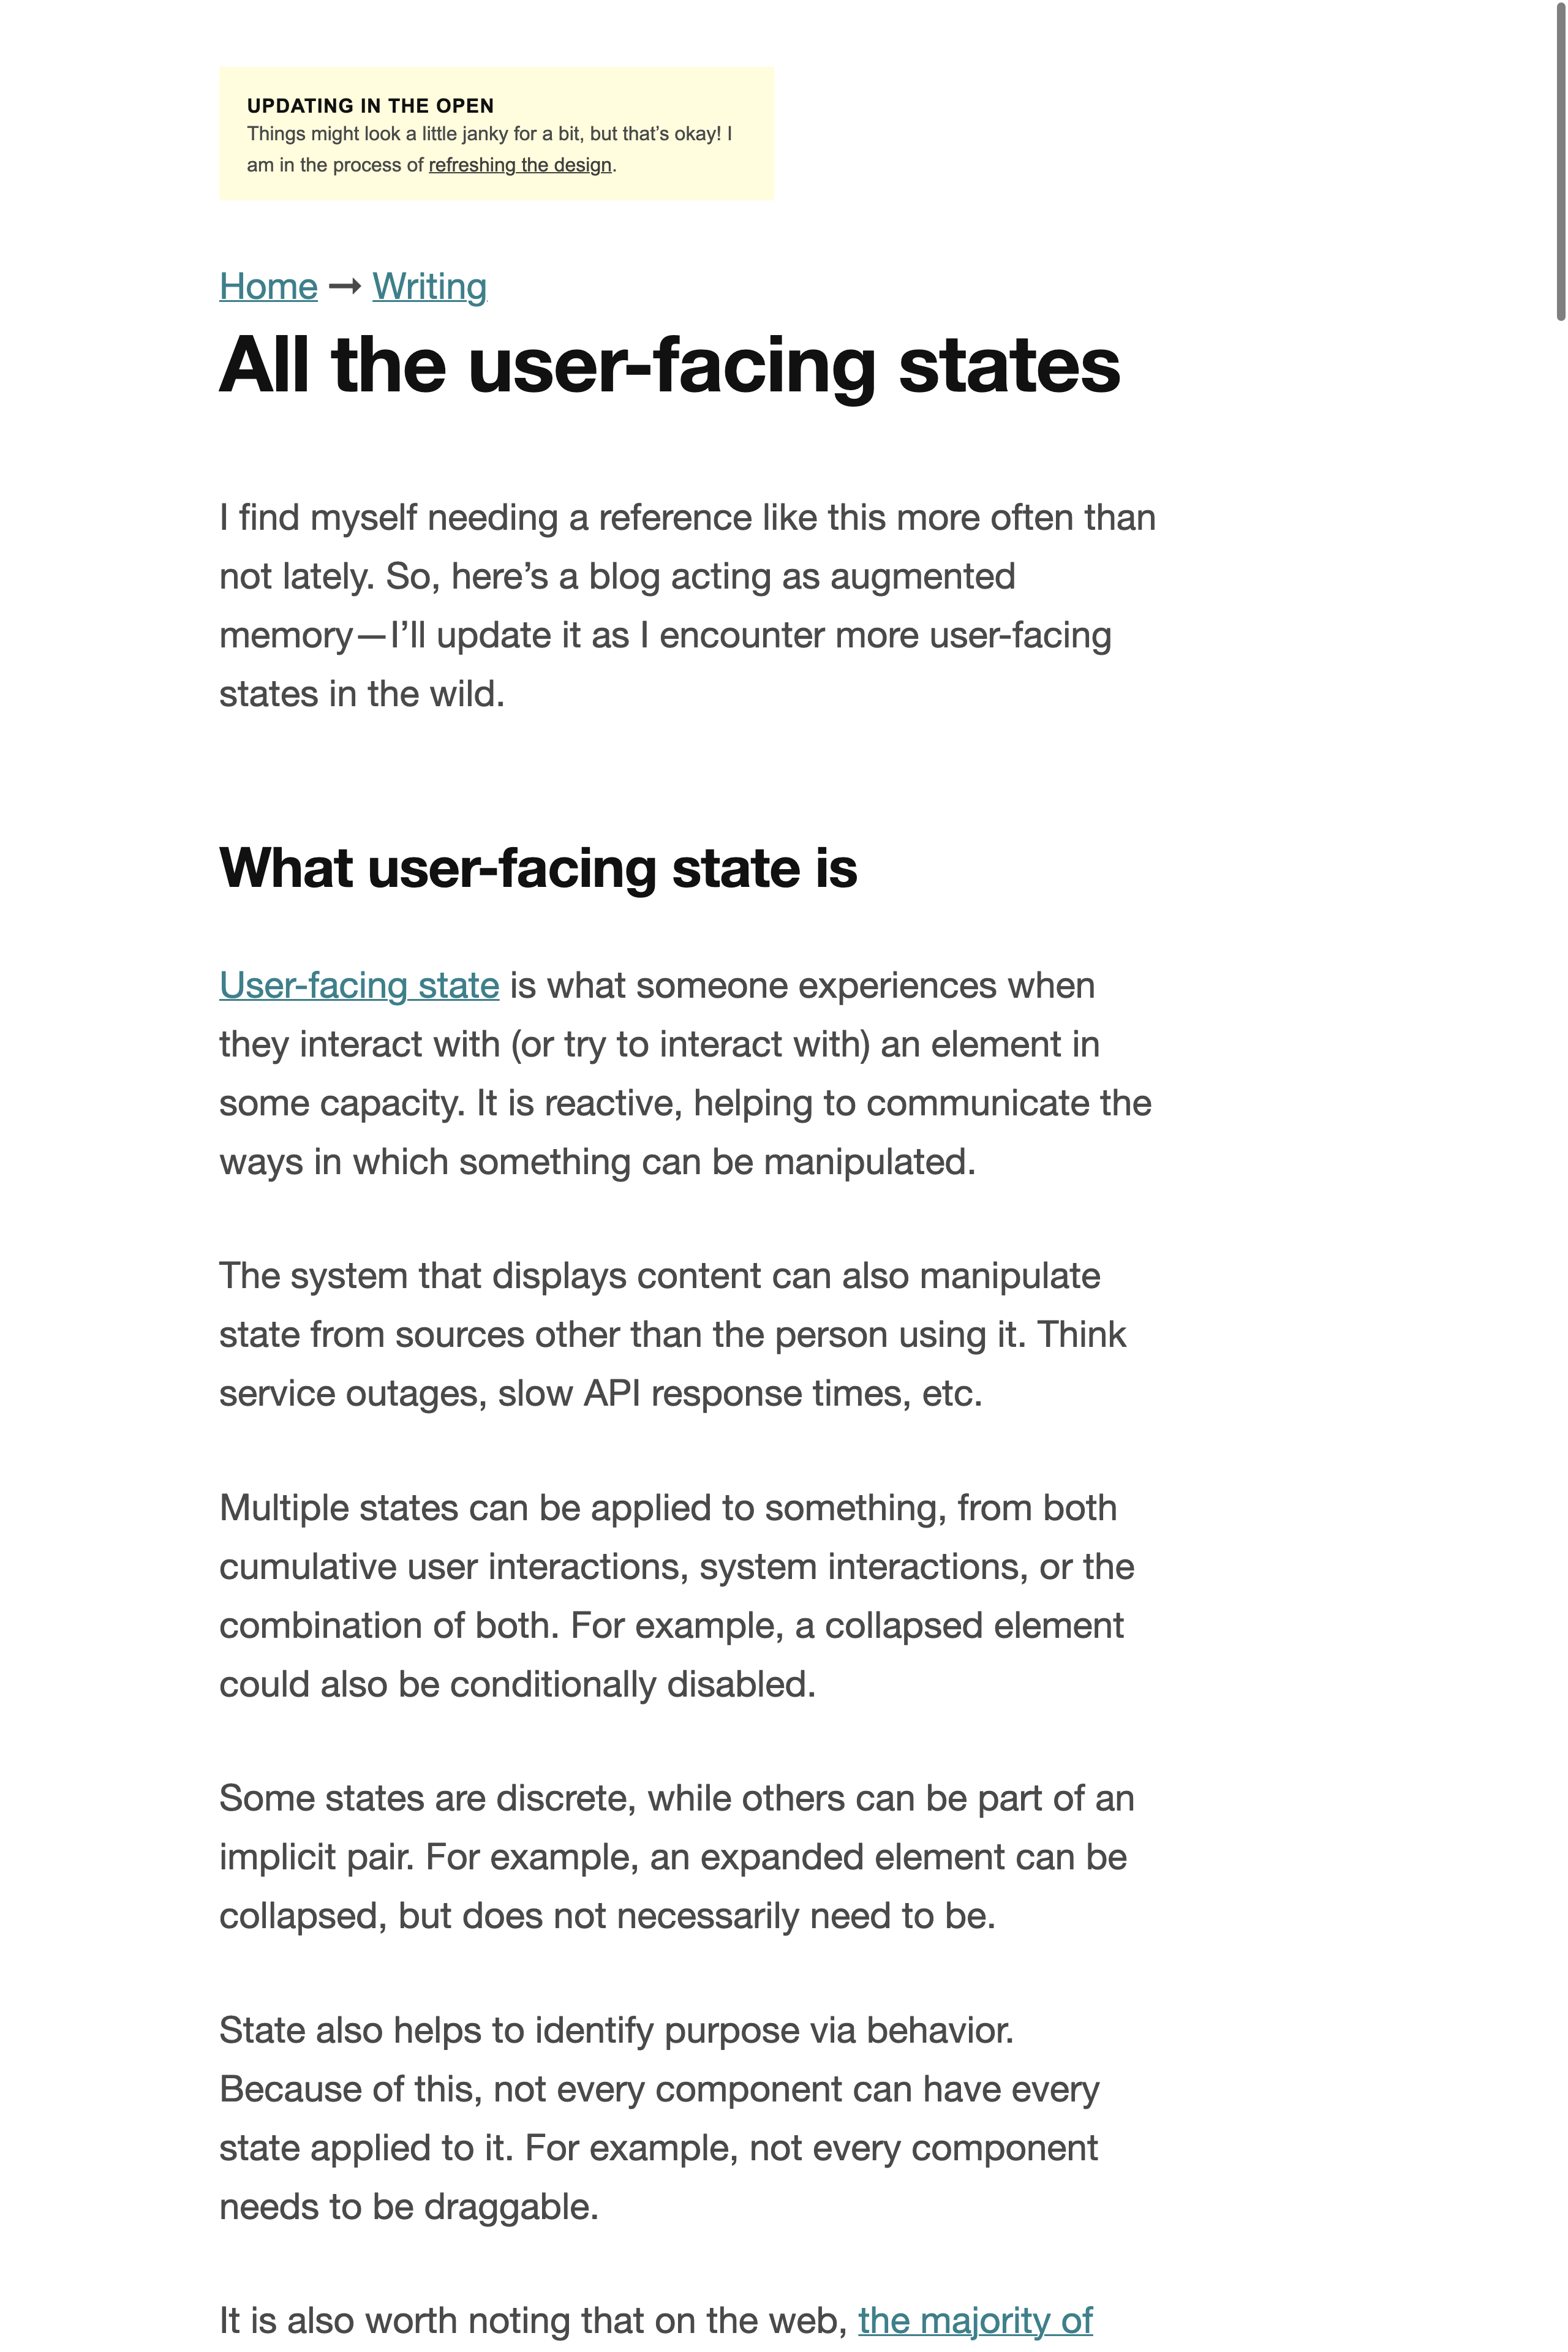 UPDATING IN THE OPEN
Things might look a little janky for a bit, but that’s okay! I
am in the process of refreshing the design.
Home → Writing
All the user-facing states
I find myself needing a reference like this more often than
not lately. So, here’s a blog acting as augmented
memory—I’ll update it as I encounter more user-facing
states in the wild.
What user-facing state is
User-facing state is what someone experiences when
they interact with (or try to interact with) an element in
some capacity. It is reactive, helping to communicate the
ways in which something can be manipulated.
The system that displays content can also manipulate
state from sources other than the person using it. Think
service outages, slow API response times, etc.
Multiple states can be applied to something, from both
cumulative user interactions, system interactions, or the
combination of both. For example, a collapsed element
could also be conditionally disabled.
Some states are discrete, while others can be part of an
implicit pair. For example, an expanded element can be
collapsed, but does not necessarily need to be.
State also helps to identify purpose via behavior.
Because of this, not every component can have every
state applied to it. For example, not every component
needs to be draggable.
It is also worth noting that on the web, the majority of